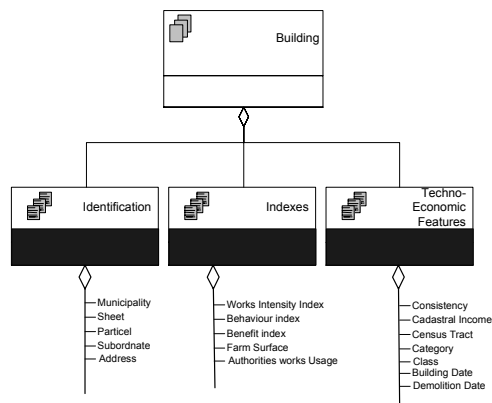 Building
Identification
Indexes
Techno-
Economic
Features
Municipality
Sheet
Particel
Subordnate
Address
Works Intensity Index
Behaviour index
Benefit index
Farm Surface
Authorities works Usage
Consistency
Cadastral Income
Census Tract
Category
Class
Building Date
Demolition Date